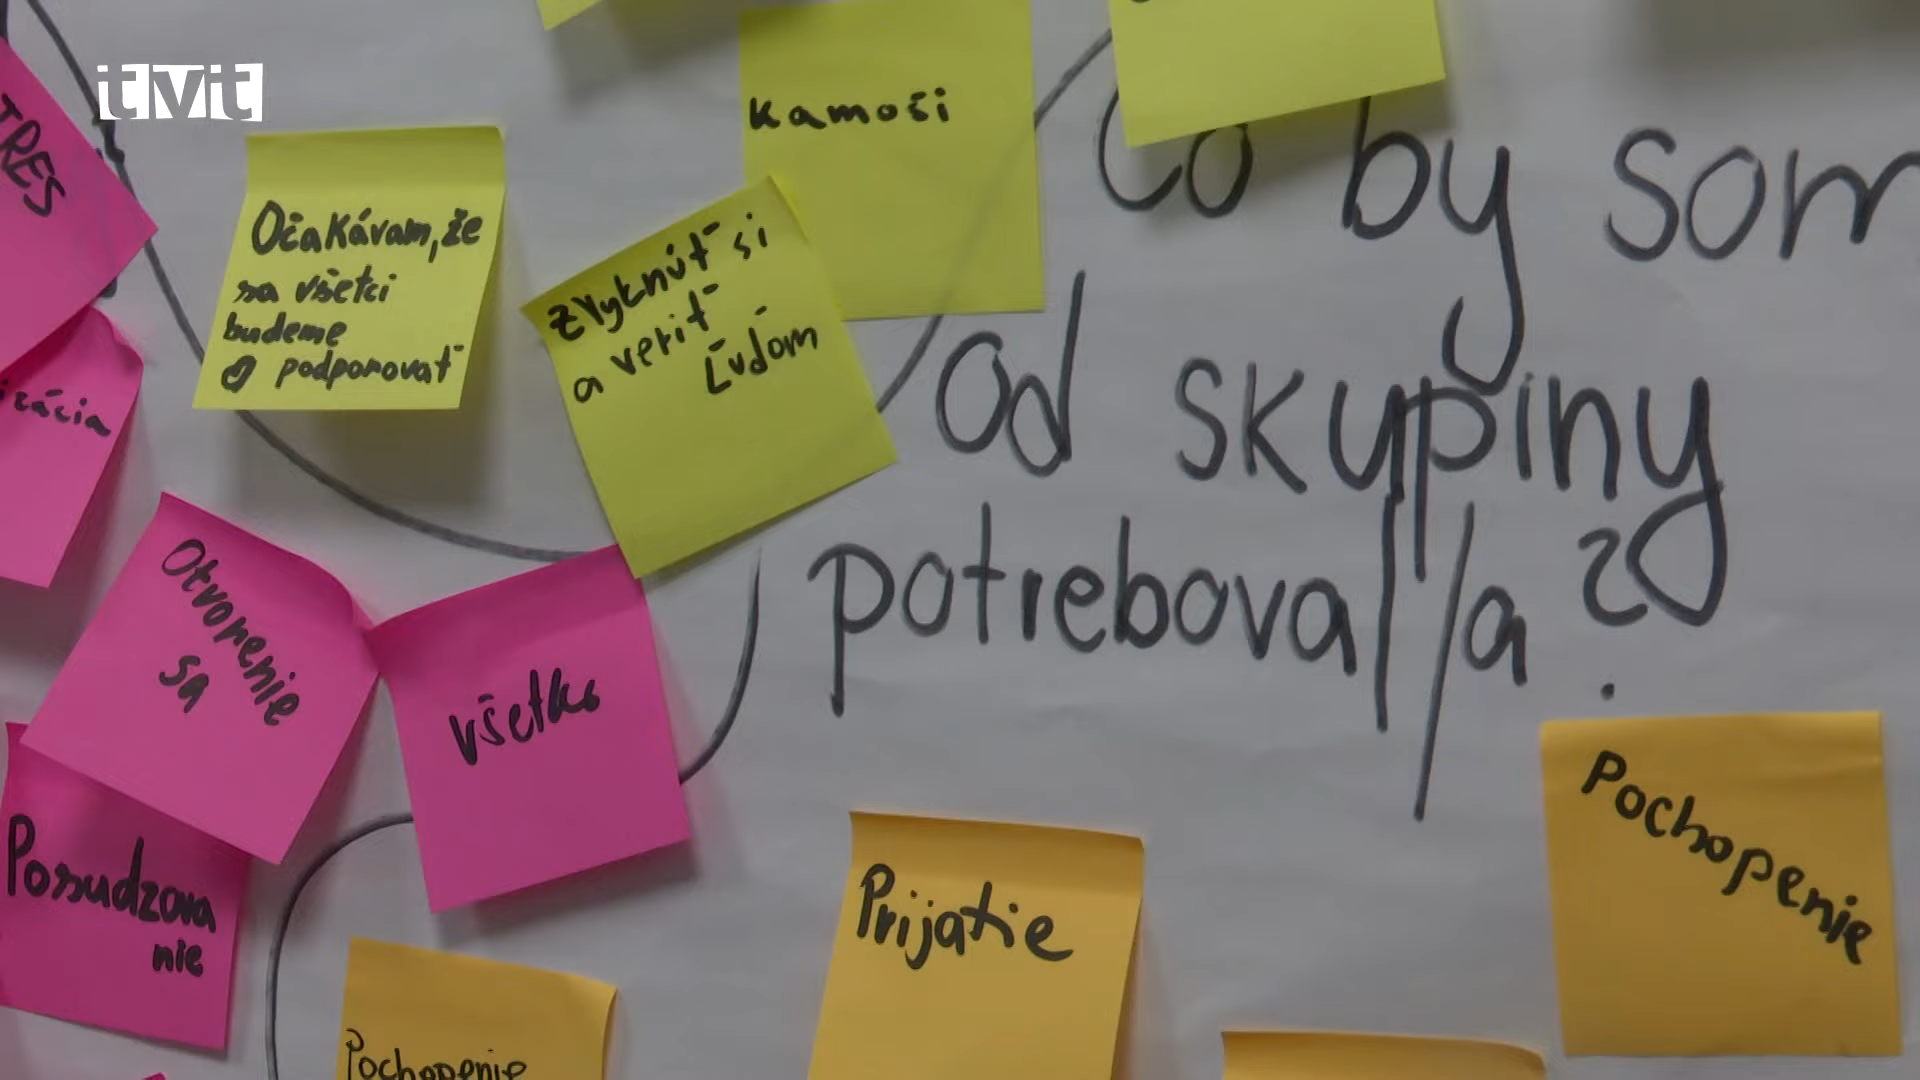 itvit
Kamoši
TRES
Očakávam, že
sa všetci
budeme
podporovať
Zvyknúť si
a veriť
Ľuďom
Čo by som
od skupiny
potreboval/a?
Otvorenie
sa
všetko
Posudzova
nie
Prijatie
Pochopenie
Pochopenie